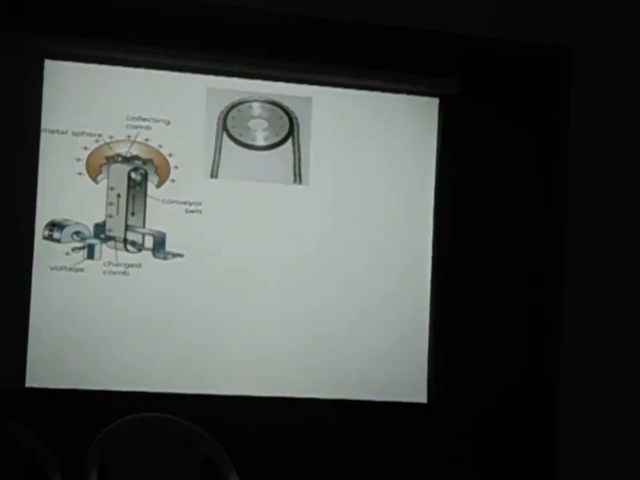 collecting
comb
metal sphere
conveyor
belt
voltage
charged
comb